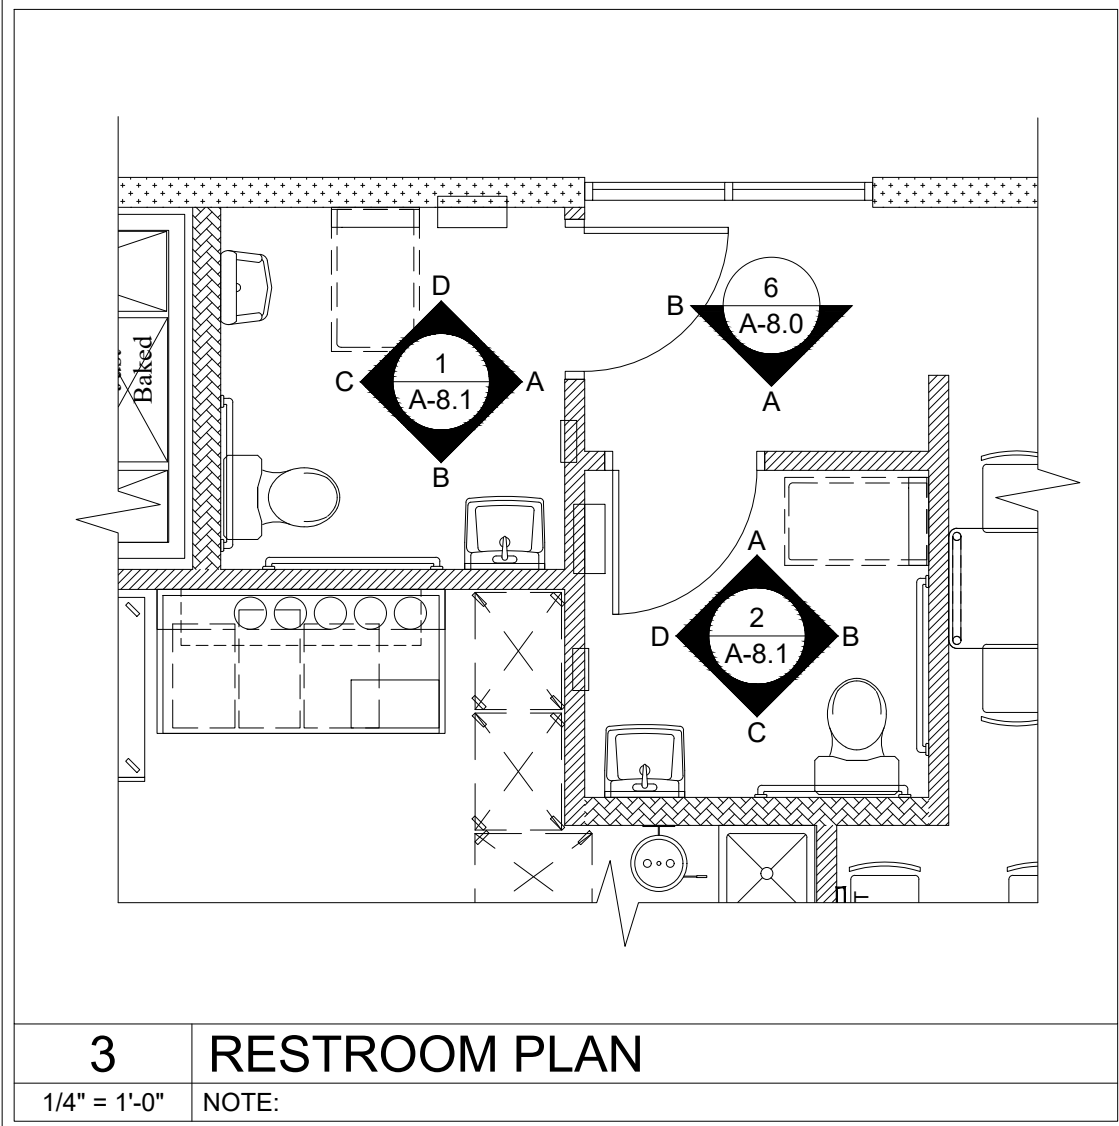 D
1
A-8.1
C
A
B
6
A-8.0
B
A
Baked
A
2
A-8.1
D
B
C
3
RESTROOM PLAN
1/4" = 1'-0"
NOTE: